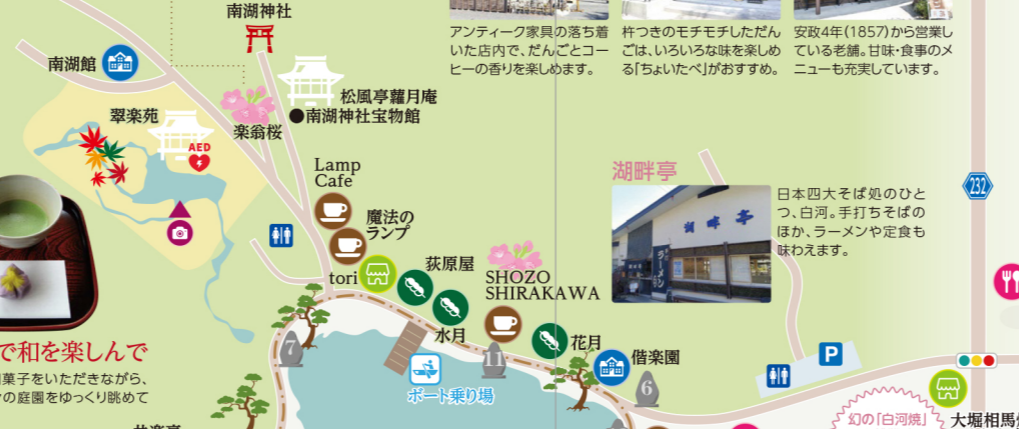 アンティーク家具の落ち着
いた店内で、だんごとコー
ヒーの香りを楽しめます。
杵つきのモチモチしただん
ごは、いろいろな味を楽しめ
る「ちょいたべ」がおすすめ。
安政4年(1857)から営業し
ている老舗。甘味・食事のメ
ニューも充実しています。
南湖神社
南湖館
松風亭蘿月庵
●南湖神社宝物館
翠楽苑
楽翁桜
AED
Lamp
Cafe
魔法の
ランプ
tori
荻原屋
水月
SHOZO
SHIRAKAWA
花月
偕楽園
7
11
6
ボート乗り場
湖畔亭
日本四大そば処のひと
つ、白河。手打ちそばの
ほか、ラーメンや定食も
味わえます。
湖畔亭
ラーメン
232
P
で和を楽しんで
菓子をいただきながら、
の庭園をゆっくり眺めて
幻の「白河焼」
大堀相馬